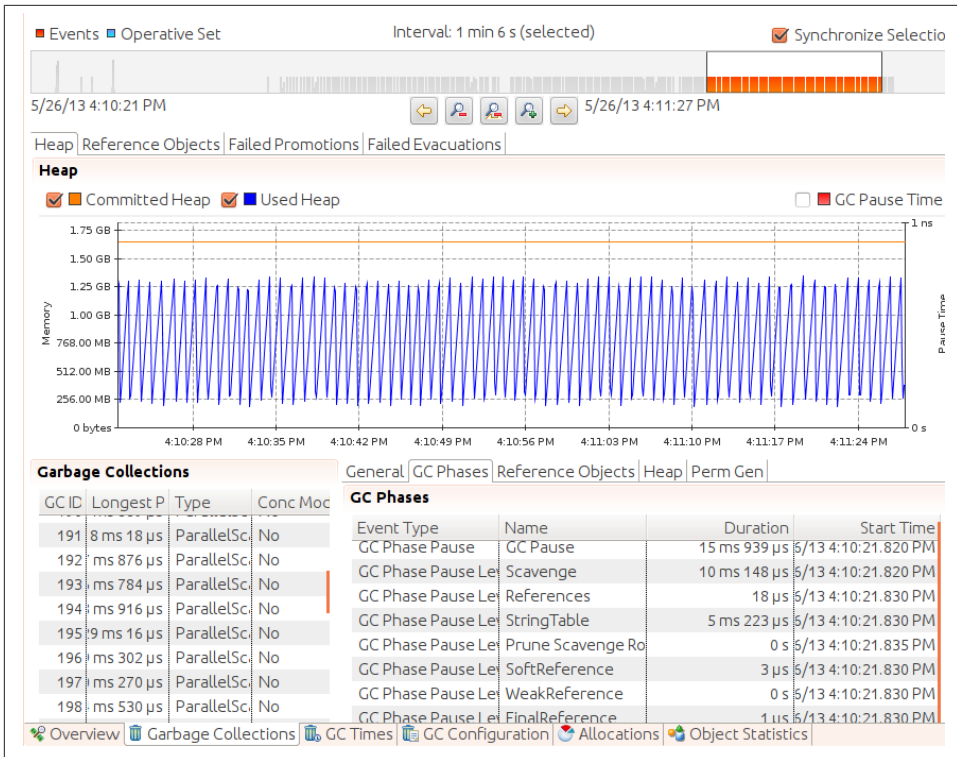 Events Operative Set Interval: 1 min 6 s (selected) Synchronize Selectio
5/26/13 4:10:21 PM 5/26/13 4:11:27 PM
Heap Reference Objects Failed Promotions Failed Evacuations
Heap
Committed Heap Used Heap GC Pause Time
1.75 GB 1 ns
1.50 GB
1.25 GB
1.00 GB
768.00 MB
512.00 MB
256.00 MB
0 bytes 0 s
Memory
Pause Time
4:10:28 PM 4:10:35 PM 4:10:42 PM 4:10:49 PM 4:10:56 PM 4:11:03 PM 4:11:10 PM 4:11:17 PM 4:11:24 PM
Garbage Collections
GC ID Longest P Type Conc Moc
191 8 ms 18 µs ParallelSc No
192 ms 876 µs ParallelSc No
193 ms 784 µs ParallelSc No
194 ms 916 µs ParallelSc No
195 9 ms 16 µs ParallelSc No
196 ms 302 µs ParallelSc No
197 ms 270 µs ParallelSc No
198 ms 530 µs ParallelSc No
General GC Phases Reference Objects Heap Perm Gen
GC Phases
Event Type Name Duration Start Time
GC Phase Pause GC Pause 15 ms 939 µs 6/13 4:10:21.820 PM
GC Phase Pause Lev Scavenge 10 ms 148 µs 6/13 4:10:21.820 PM
GC Phase Pause Lev References 18 µs 6/13 4:10:21.830 PM
GC Phase Pause Lev StringTable 5 ms 223 µs 6/13 4:10:21.830 PM
GC Phase Pause Lev Prune Scavenge Ro 0 s 6/13 4:10:21.835 PM
GC Phase Pause Lev SoftReference 3 µs 6/13 4:10:21.830 PM
GC Phase Pause Lev WeakReference 0 s 6/13 4:10:21.830 PM
GC Phase Pause Lev FinalReference 1 µs 6/13 4:10:21.830 PM
Overview Garbage Collections GC Times GC Configuration Allocations Object Statistics